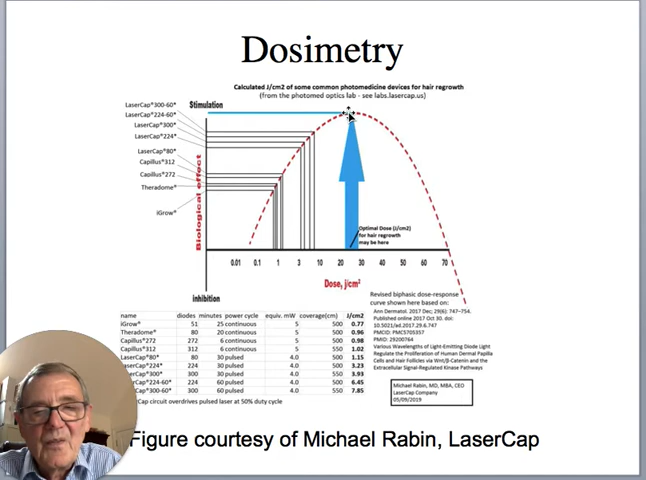 Dosimetry
Calculated J/cm2 of some common photomedicine devices for hair regrowth
(from the photomed optics lab - see labs.lasercap.us)
Stimulation
LaserCap®300-60*
LaserCap®224-60*
LaserCap®300*
LaserCap®224*
LaserCap®80*
Capillus®312
Capillus®272
Theradome®
iGrow®
Biological effect
Optimal Dose (J/cm2)
for hair regrowth
may be here
0.01 0.1 1 3 10 20 30 40 50 60 70
Dose, j/cm²
inhibition
name diodes minutes power cycle equiv. mW coverage(cm) J/cm2
iGrow® 51 25 continuous 5 500 0.77
Theradome® 80 20 continuous 5 500 0.96
Capillus®272 272 6 continuous 5 500 0.98
Capillus®312 312 6 continuous 5 550 1.02
LaserCap®80* 80 30 pulsed 4.0 500 1.15
LaserCap®224* 224 30 pulsed 4.0 500 3.23
300 30 pulsed 4.0 550 3.93
224 60 pulsed 4.0 500 6.45
300 60 pulsed 4.0 550 7.85
Cap circuit overdrives pulsed laser at 50% duty cycle
Revised biphasic dose-response
curve shown here based on:
Ann Dermatol. 2017 Dec; 29(6): 747–754.
Published online 2017 Oct 30. doi:
10.5021/ad.2017.29.6.747
PMCID: PMC5705357
PMID: 29200764
Various Wavelengths of Light-Emitting Diode Light
Regulate the Proliferation of Human Dermal Papilla
Cells and Hair Follicles via Wnt/β-Catenin and the
Extracellular Signal-Regulated Kinase Pathways
Michael Rabin, MD, MBA, CEO
LaserCap Company
05/09/2019
Figure courtesy of Michael Rabin, LaserCap